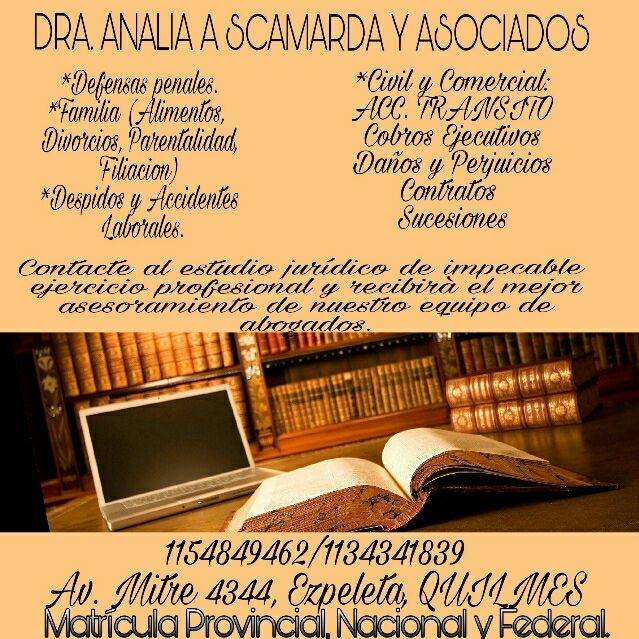 DRA. ANALIA A SCAMARDA Y ASOCIADOS
*Defensas penales.
*Familia (Alimentos,
Divorcios, Parentalidad,
Filiacion)
*Despidos y Accidentes
Laborales.
*Civil y Comercial:
ACC. TRANSITO
Cobros Ejecutivos
Daños y Perjuicios
Contratos
Sucesiones
Contacte al estudio jurídico de impecable
ejercicio profesional y recibirà el mejor
asesoramiento de nuestro equipo de
abogados.
1154849462/1134341839
Av. Mitre 4344, Ezpeleta, QUILMES
Matrícula Provincial, Nacional y Federal.